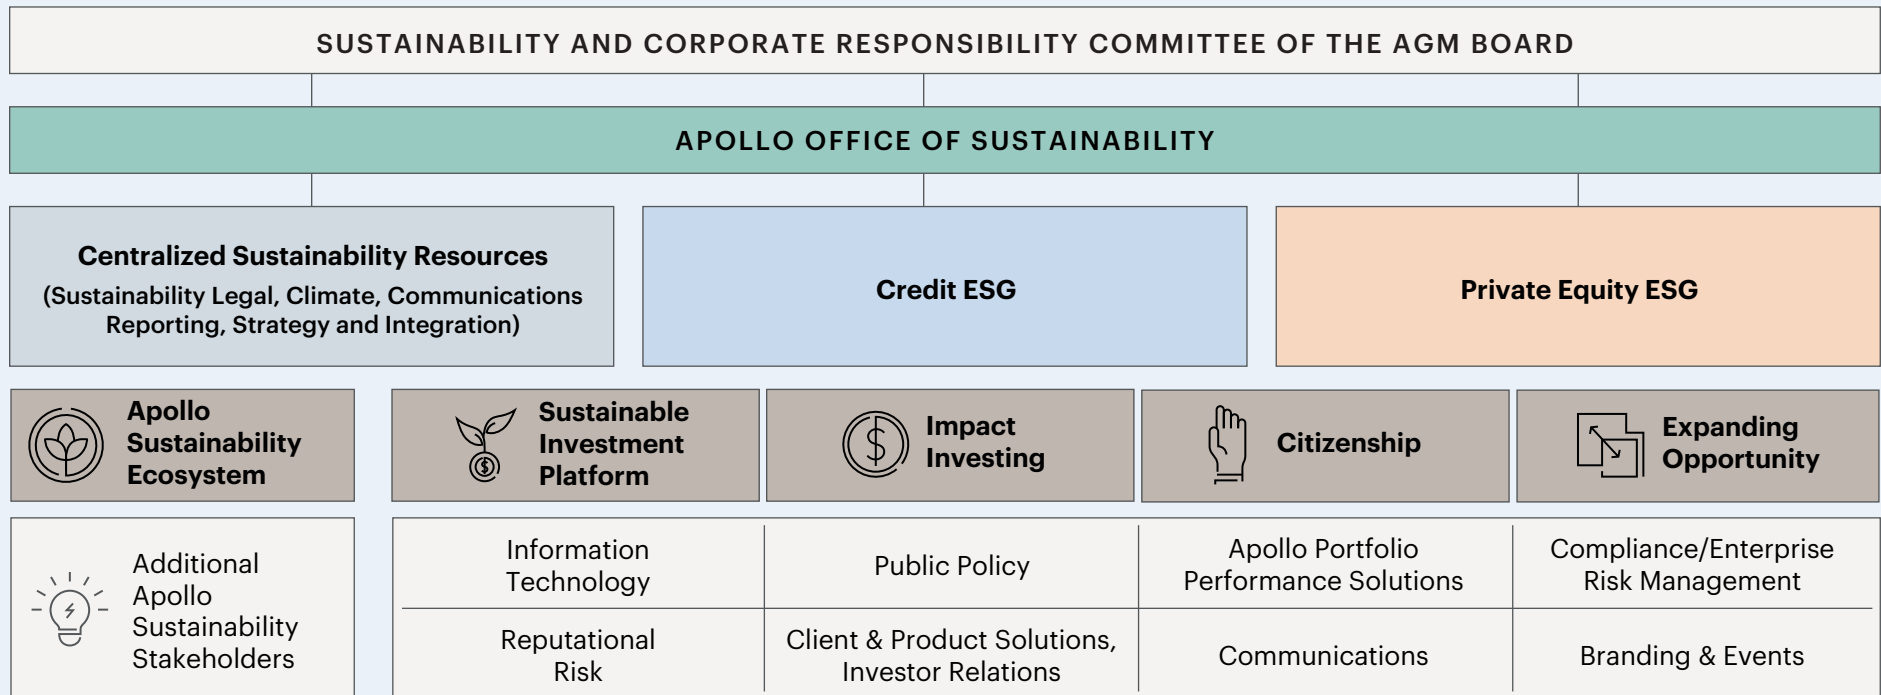 SUSTAINABILITY AND CORPORATE RESPONSIBILITY COMMITTEE OF THE AGM BOARD
APOLLO OFFICE OF SUSTAINABILITY
Centralized Sustainability Resources
(Sustainability Legal, Climate, Communications
Reporting, Strategy and Integration)
Credit ESG
Private Equity ESG
Apollo
Sustainability
Ecosystem
Sustainable
Investment
Platform
Impact
Investing
Citizenship
Expanding
Opportunity
Additional
Apollo
Sustainability
Stakeholders
Information
Technology
Public Policy
Apollo Portfolio
Performance Solutions
Compliance/Enterprise
Risk Management
Reputational
Risk
Client & Product Solutions,
Investor Relations
Communications
Branding & Events